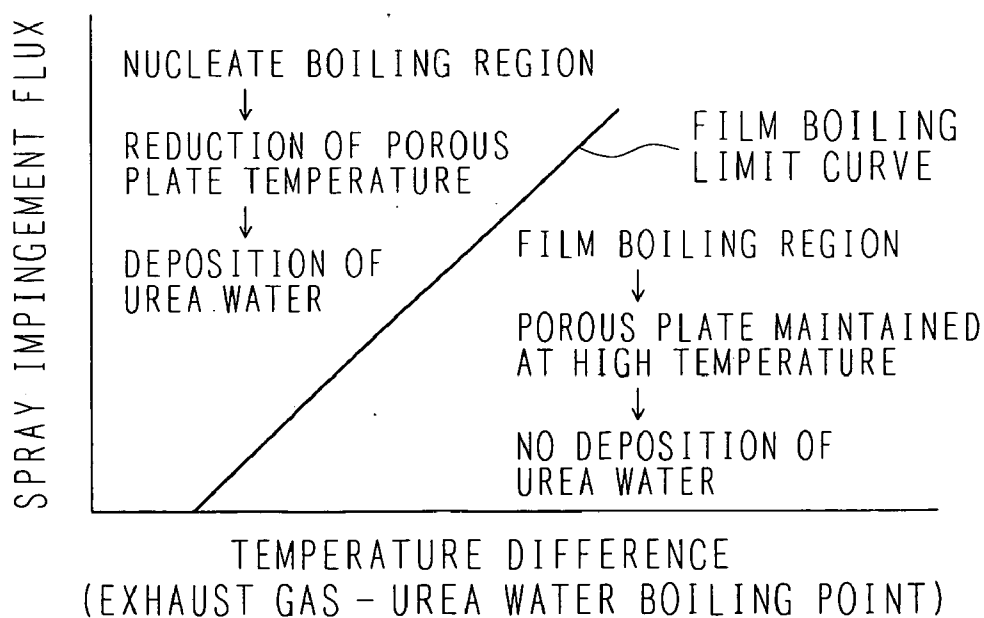 SPRAY IMPINGEMENT FLUX
NUCLEATE BOILING REGION
↓
REDUCTION OF POROUS
PLATE TEMPERATURE
↓
DEPOSITION OF
UREA WATER
FILM BOILING
LIMIT CURVE
FILM BOILING REGION
↓
POROUS PLATE MAINTAINED
AT HIGH TEMPERATURE
↓
NO DEPOSITION OF
UREA WATER
TEMPERATURE DIFFERENCE
(EXHAUST GAS – UREA WATER BOILING POINT)